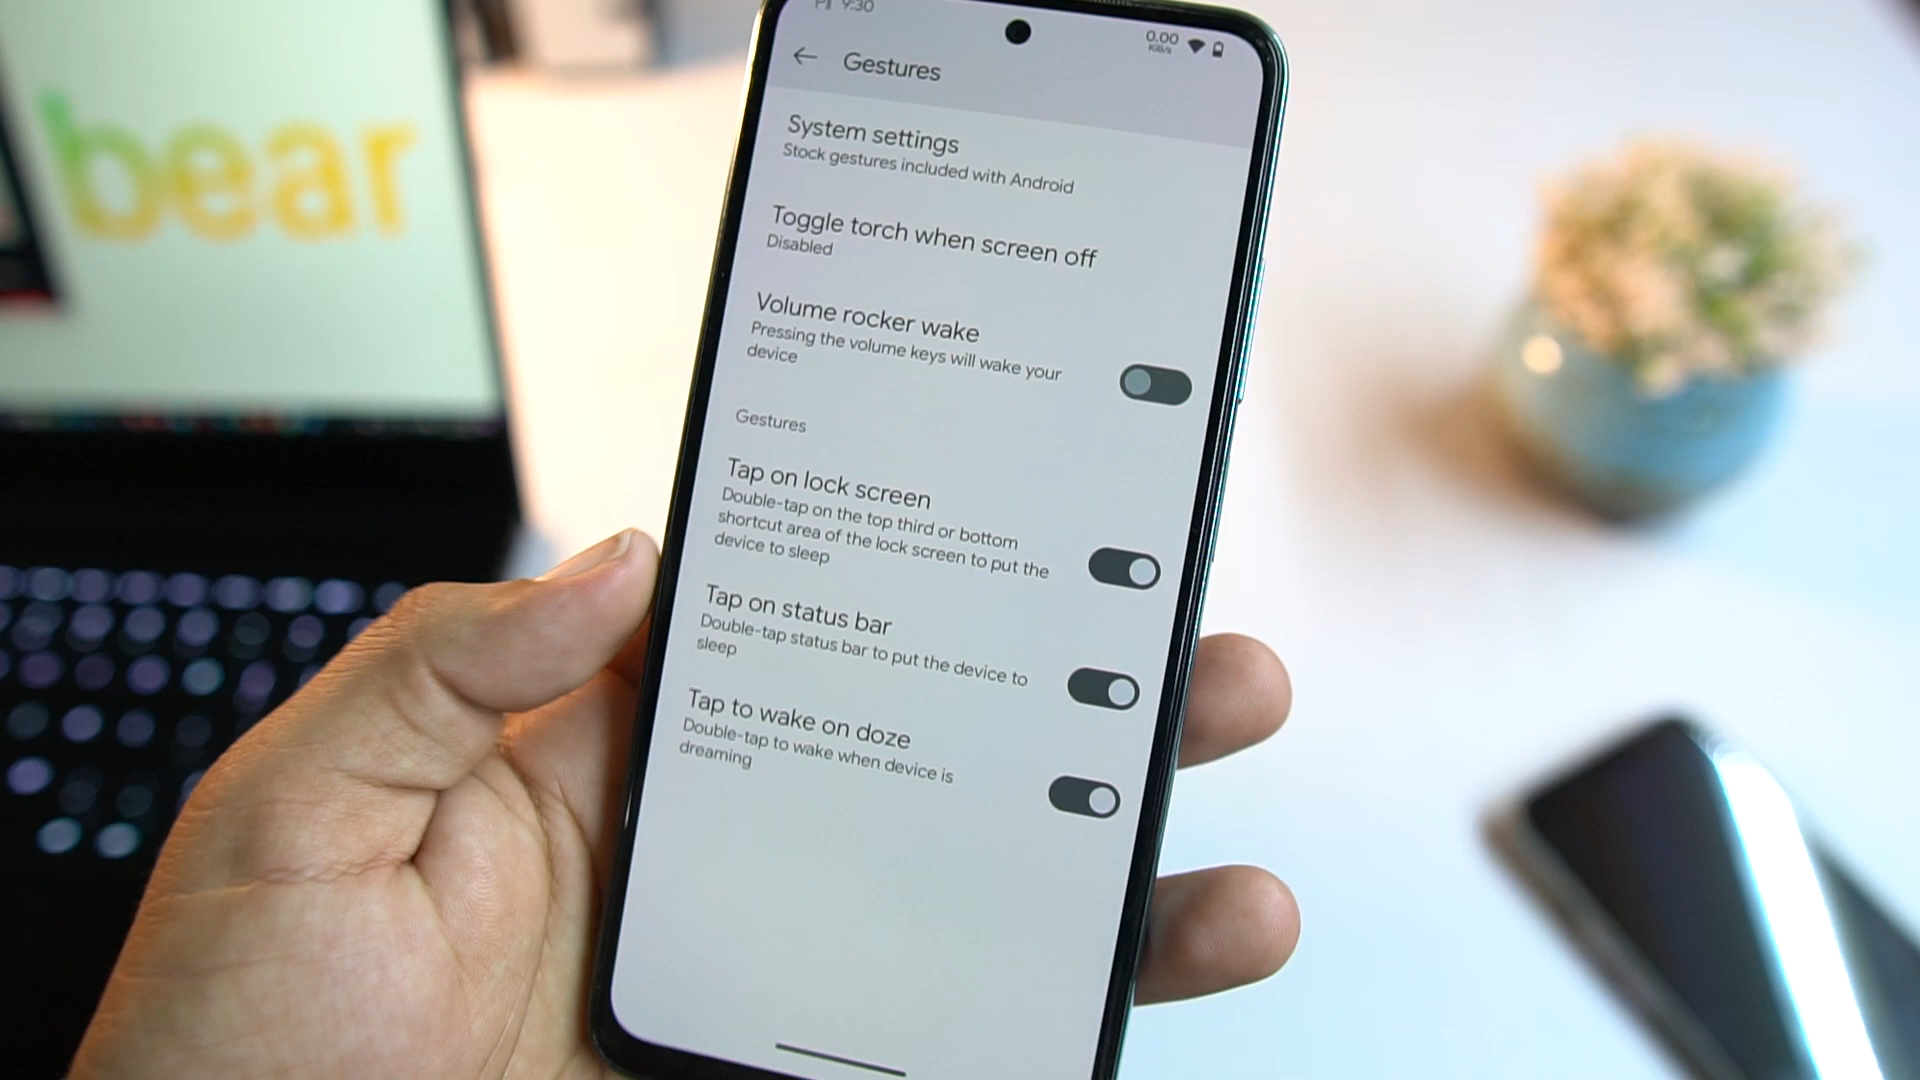 bear
9:30
0.00
KiB/s
Gestures
System settings
Stock gestures included with Android
Toggle torch when screen off
Disabled
Volume rocker wake
Pressing the volume keys will wake your
device
Gestures
Tap on lock screen
Double-tap on the top third or bottom
shortcut area of the lock screen to put the
device to sleep
Tap on status bar
Double-tap status bar to put the device to
sleep
Tap to wake on doze
Double-tap to wake when device is
dreaming